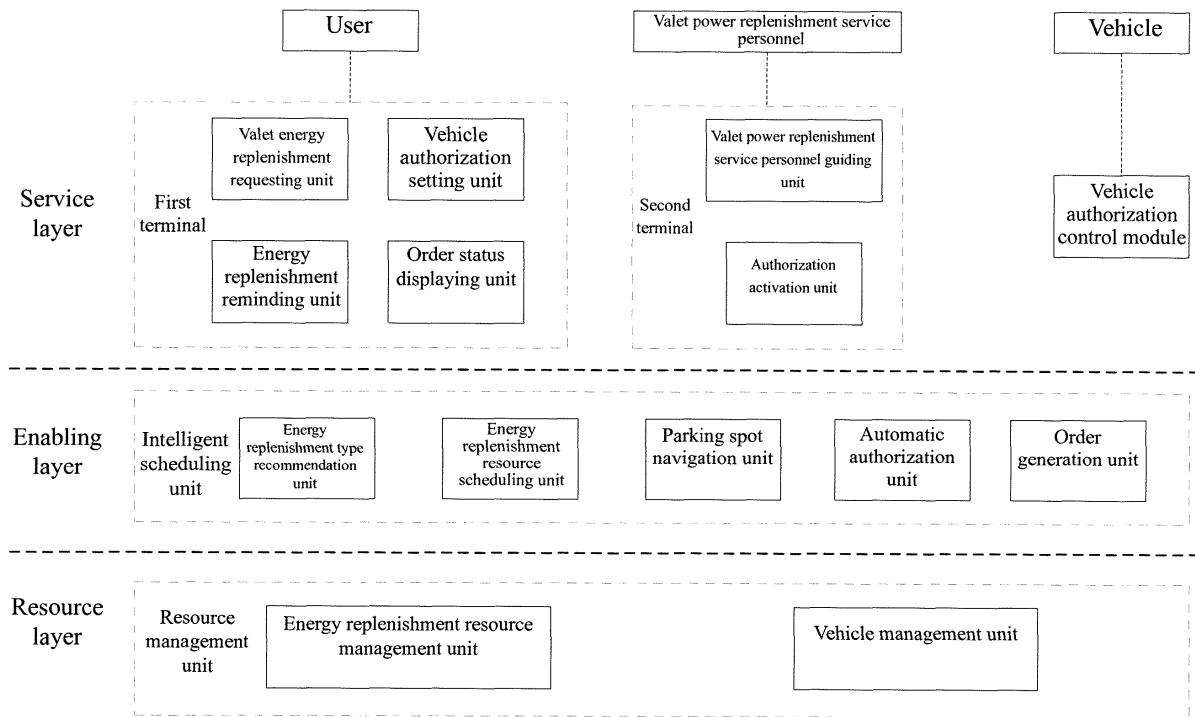 User
Valet power replenishment service
personnel
Vehicle
Service
layer
First
terminal
Valet energy
replenishment
requesting unit
Vehicle
authorization
setting unit
Energy
replenishment
reminding unit
Order status
displaying unit
Second
terminal
Valet power replenishment
service personnel guiding
unit
Authorization
activation unit
Vehicle
authorization
control module
Enabling
layer
Intelligent
scheduling
unit
Energy
replenishment type
recommendation
unit
Energy
replenishment
resource
scheduling unit
Parking spot
navigation unit
Automatic
authorization
unit
Order
generation unit
Resource
layer
Resource
management
unit
Energy replenishment resource
management unit
Vehicle management unit